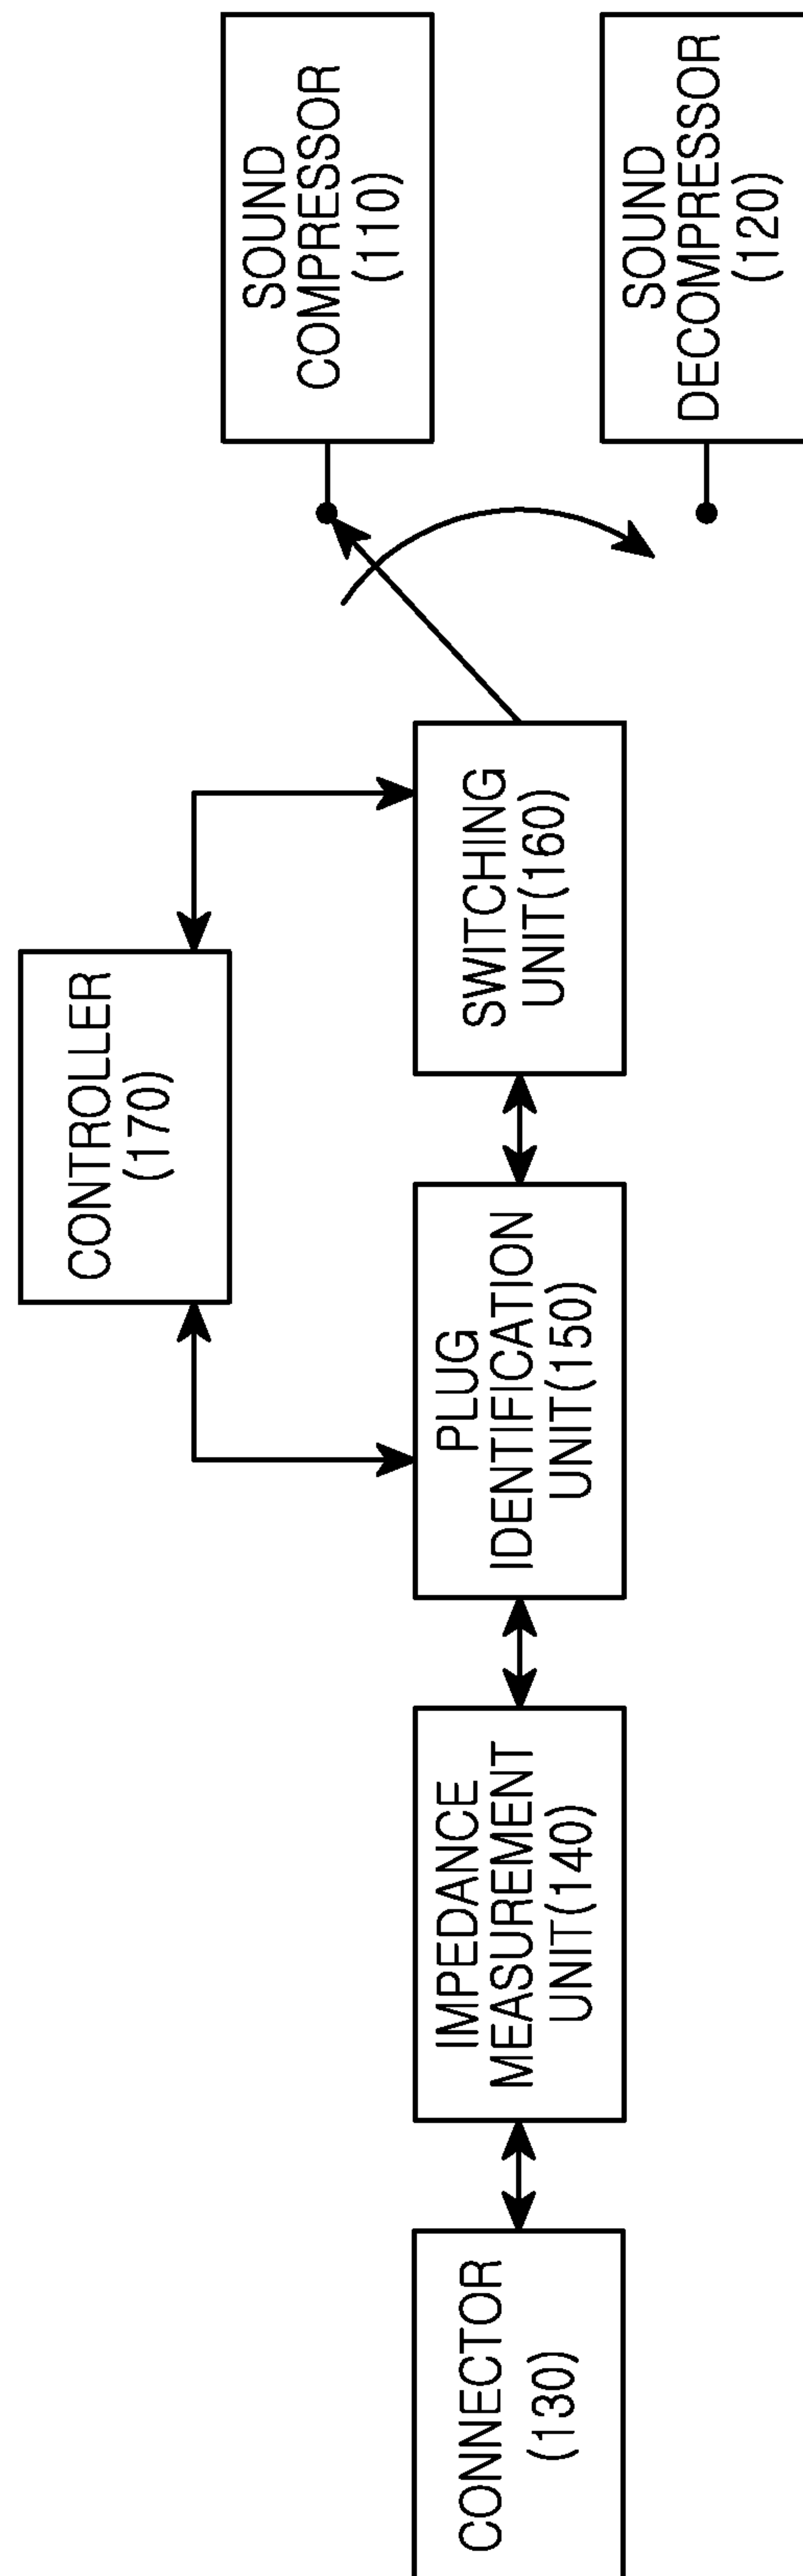 CONTROLLER
(170)
CONNECTOR
(130)
IMPEDANCE
MEASUREMENT
UNIT(140)
PLUG
IDENTIFICATION
UNIT(150)
SWITCHING
UNIT(160)
SOUND
COMPRESSOR
(110)
SOUND
DECOMPRESSOR
(120)